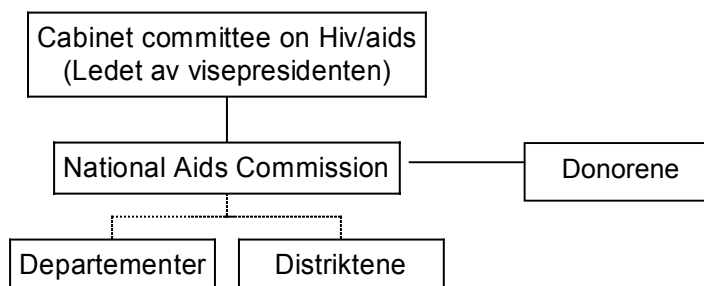 Cabinet committee on Hiv/aids
(Ledet av visepresidenten)
National Aids Commission
Donorene
Departementer
Distriktene